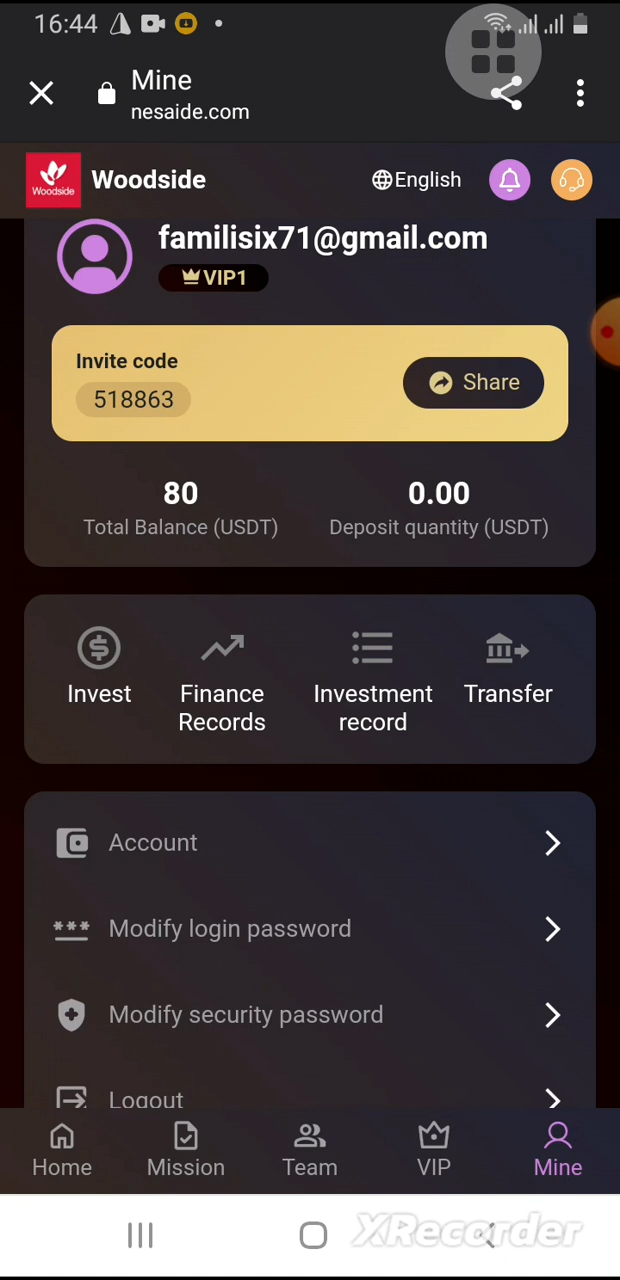 16:44
Mine
nesaide.com
Woodside
Woodside
English
familisix71@gmail.com
VIP1
Invite code
518863
Share
80
0.00
Total Balance (USDT)
Deposit quantity (USDT)
Invest
Finance Records
Investment record
Transfer
Account
Modify login password
Modify security password
Logout
Home
Mission
Team
VIP
Mine
XRecorder